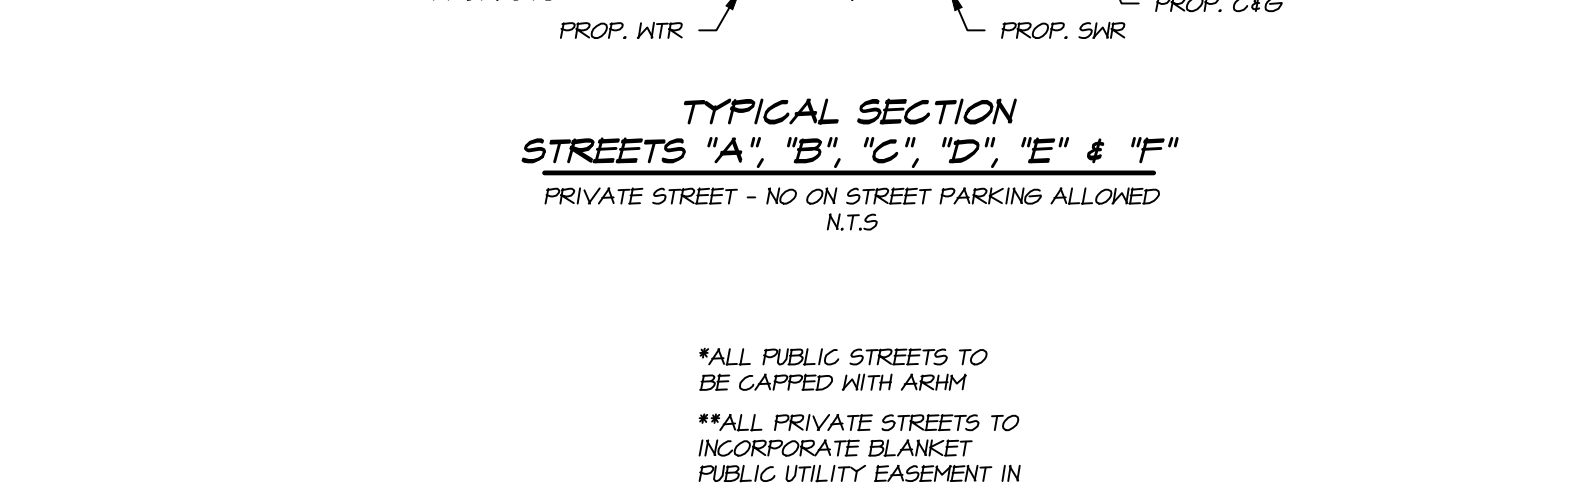 PROP. C&G
PROP. WTR
PROP. SWR
TYPICAL SECTION
STREETS "A", "B", "C", "D", "E" & "F"
PRIVATE STREET - NO ON STREET PARKING ALLOWED
N.T.S
*ALL PUBLIC STREETS TO
BE CAPPED WITH ARHM
**ALL PRIVATE STREETS TO
INCORPORATE BLANKET
PUBLIC UTILITY EASEMENT IN